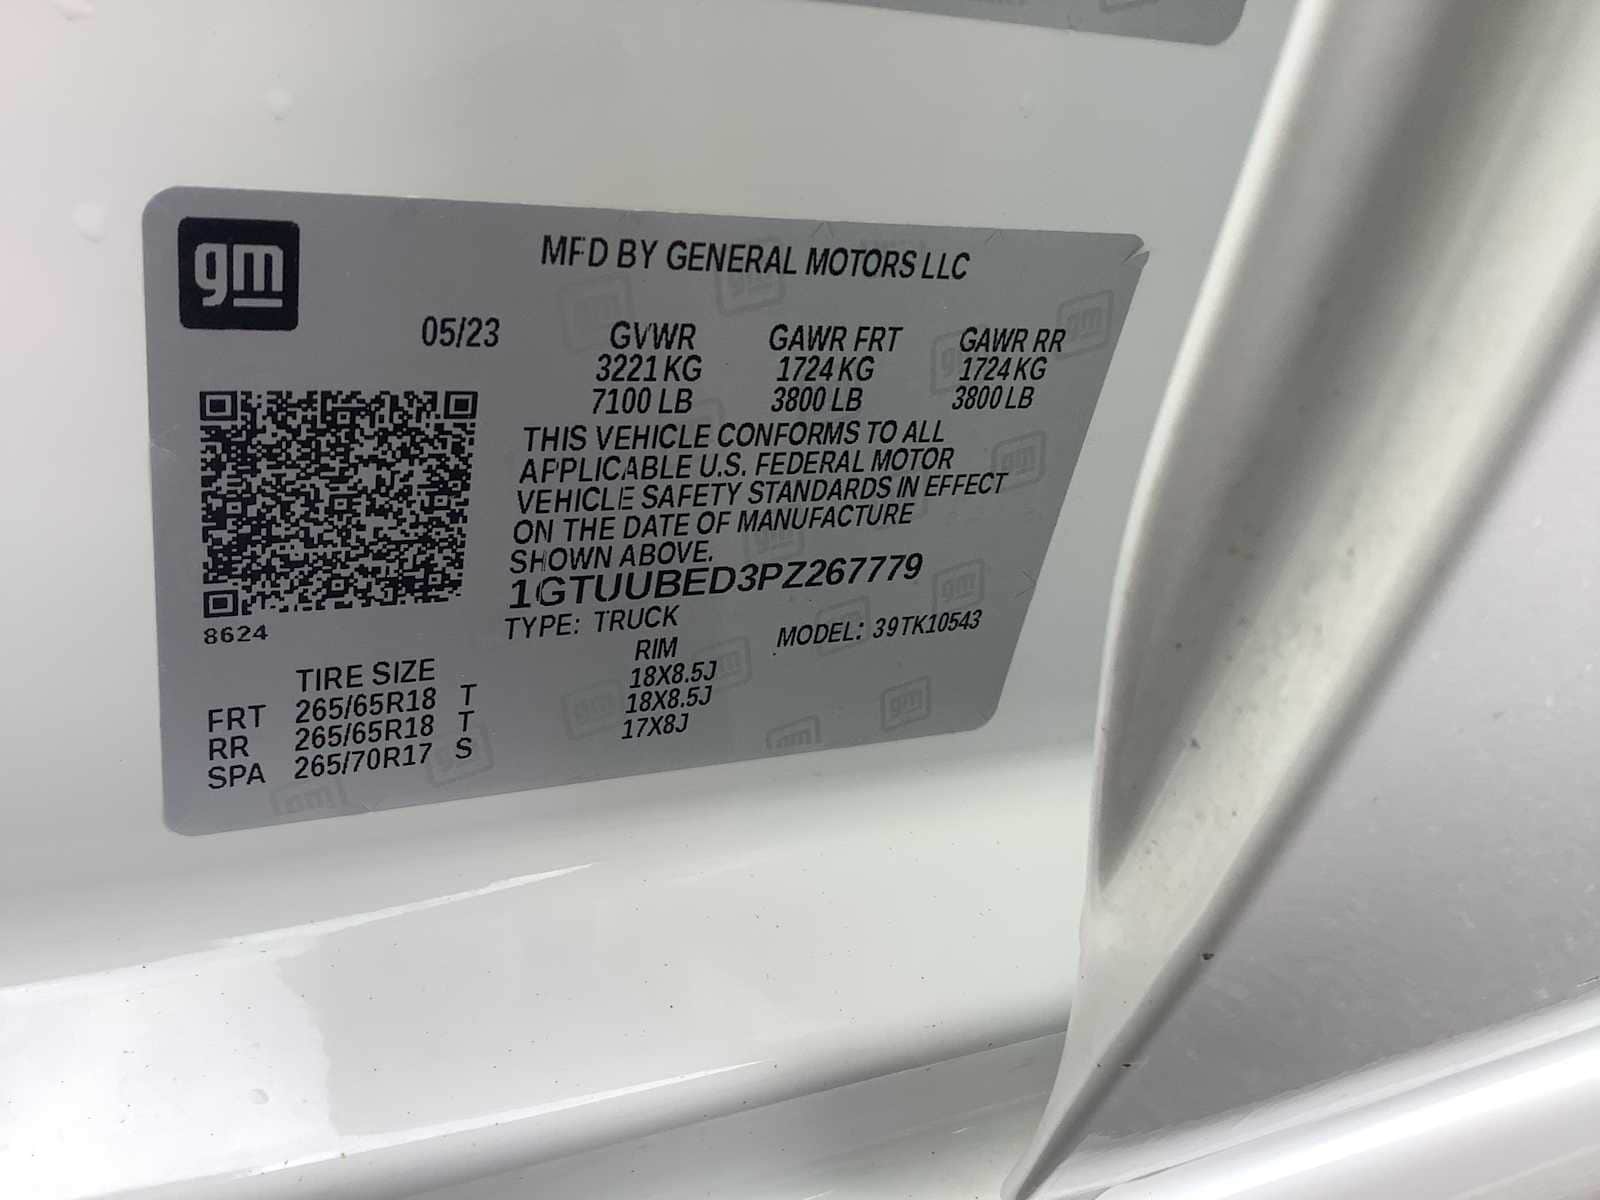 gm
MFD BY GENERAL MOTORS LLC
05/23 GVWR GAWR FRT GAWR RR
3221 KG 1724 KG 1724 KG
7100 LB 3800 LB 3800 LB
THIS VEHICLE CONFORMS TO ALL
APPLICABLE U.S. FEDERAL MOTOR
VEHICLE SAFETY STANDARDS IN EFFECT
ON THE DATE OF MANUFACTURE
SHOWN ABOVE.
1GTUUBED3PZ267779
8624
TYPE: TRUCK MODEL: 39TK10543
TIRE SIZE RIM
FRT 265/65R18 T 18X8.5J
RR 265/65R18 T 18X8.5J
SPA 265/70R17 S 17X8J